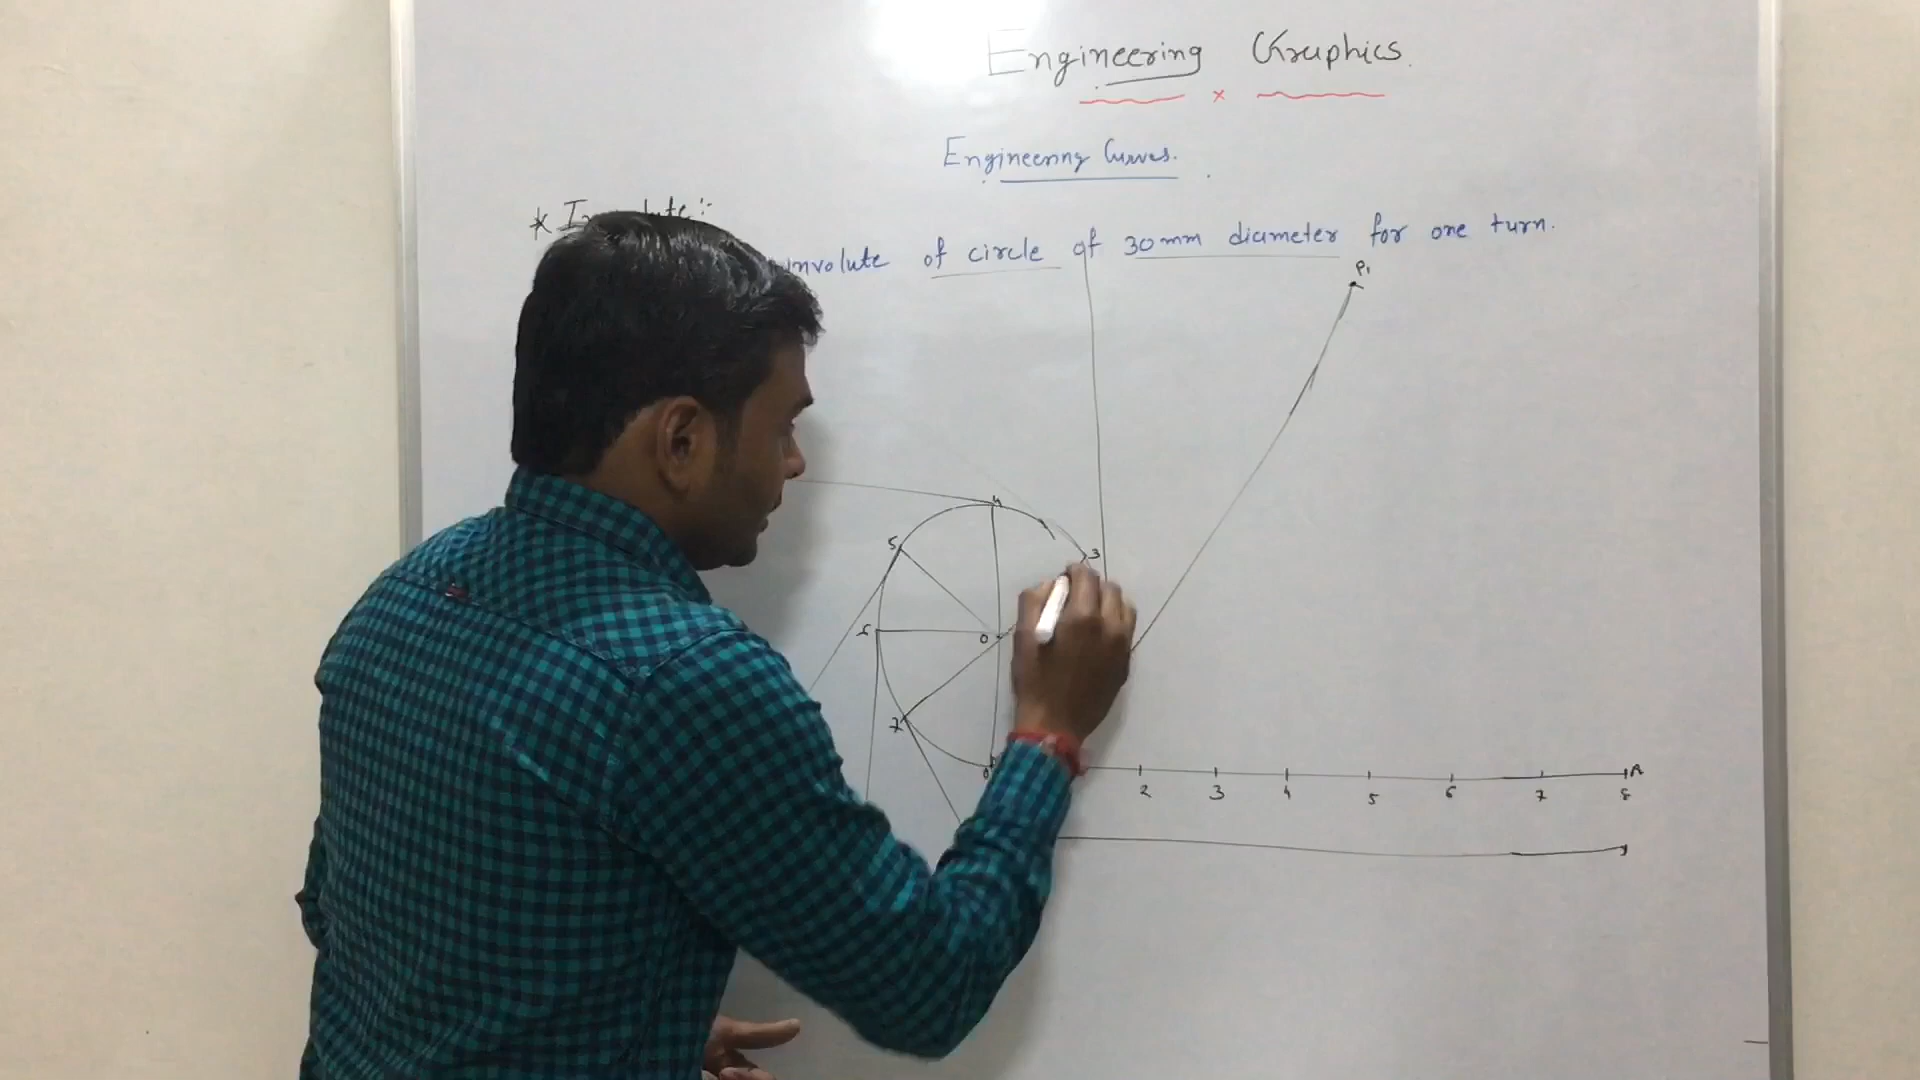 Engineering Graphics.
x
Engineering Curves.
* :-
involute of circle of 30mm diameter for one turn.
P1
4
5
3
6
O
7
A
2 3 4 5 6 7 8